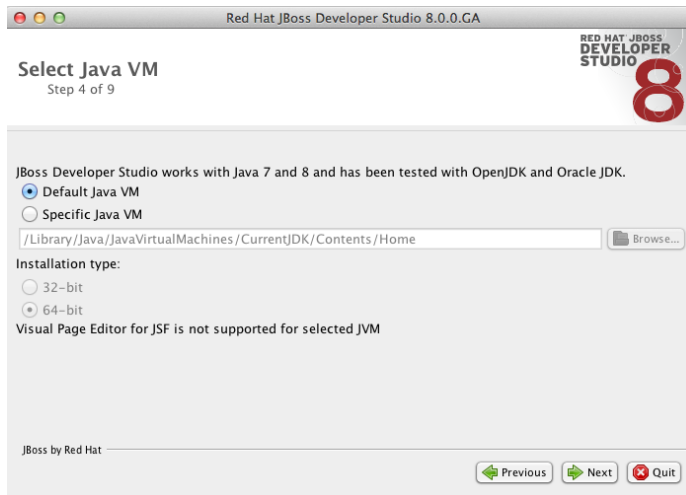 Red Hat JBoss Developer Studio 8.0.0.GA
RED HAT JBOSS
DEVELOPER
STUDIO
8
Select Java VM
Step 4 of 9
JBoss Developer Studio works with Java 7 and 8 and has been tested with OpenJDK and Oracle JDK.
Default Java VM
Specific Java VM
/Library/Java/JavaVirtualMachines/CurrentJDK/Contents/Home
Browse...
Installation type:
32-bit
64-bit
Visual Page Editor for JSF is not supported for selected JVM
JBoss by Red Hat
Previous
Next
Quit